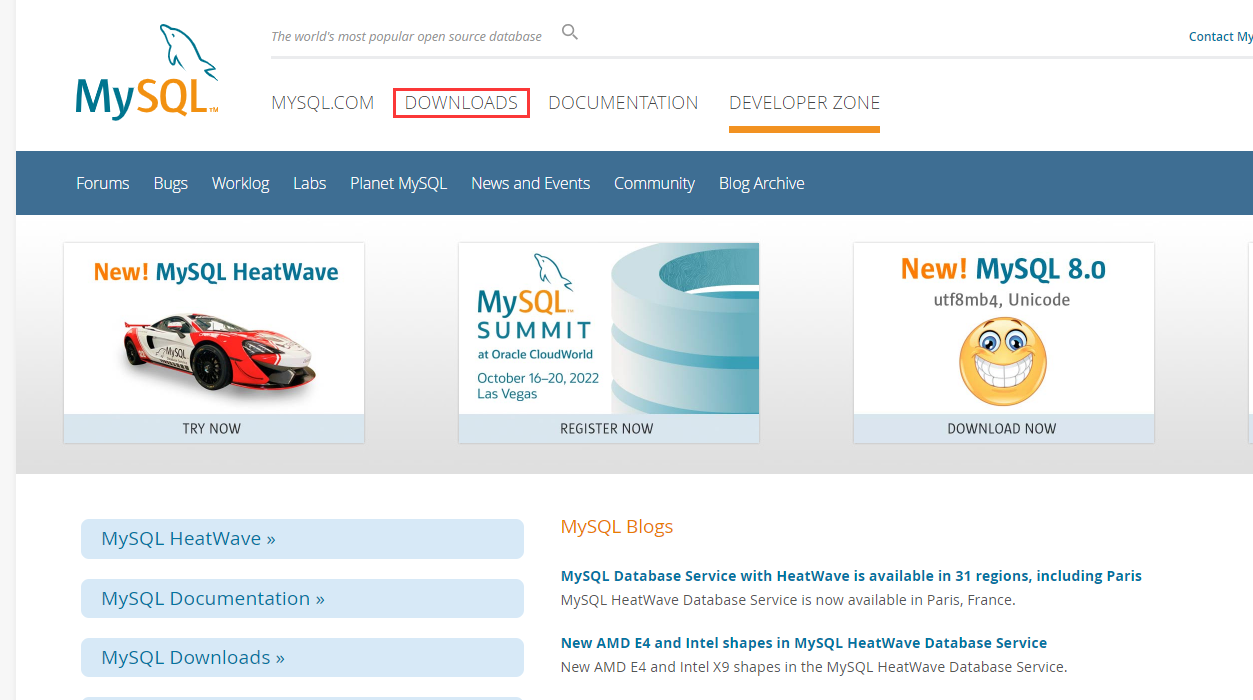 The world's most popular open source database
Contact My
MySQL™
MYSQL.COM DOWNLOADS DOCUMENTATION DEVELOPER ZONE
Forums Bugs Worklog Labs Planet MySQL News and Events Community Blog Archive
New! MySQL HeatWave
MySQL
TRY NOW
MySQL™
SUMMIT
at Oracle CloudWorld
October 16–20, 2022
Las Vegas
REGISTER NOW
New! MySQL 8.0
utf8mb4, Unicode
DOWNLOAD NOW
MySQL HeatWave »
MySQL Documentation »
MySQL Downloads »
MySQL Blogs
MySQL Database Service with HeatWave is available in 31 regions, including Paris
MySQL HeatWave Database Service is now available in Paris, France.
New AMD E4 and Intel shapes in MySQL HeatWave Database Service
New AMD E4 and Intel X9 shapes in the MySQL HeatWave Database Service.